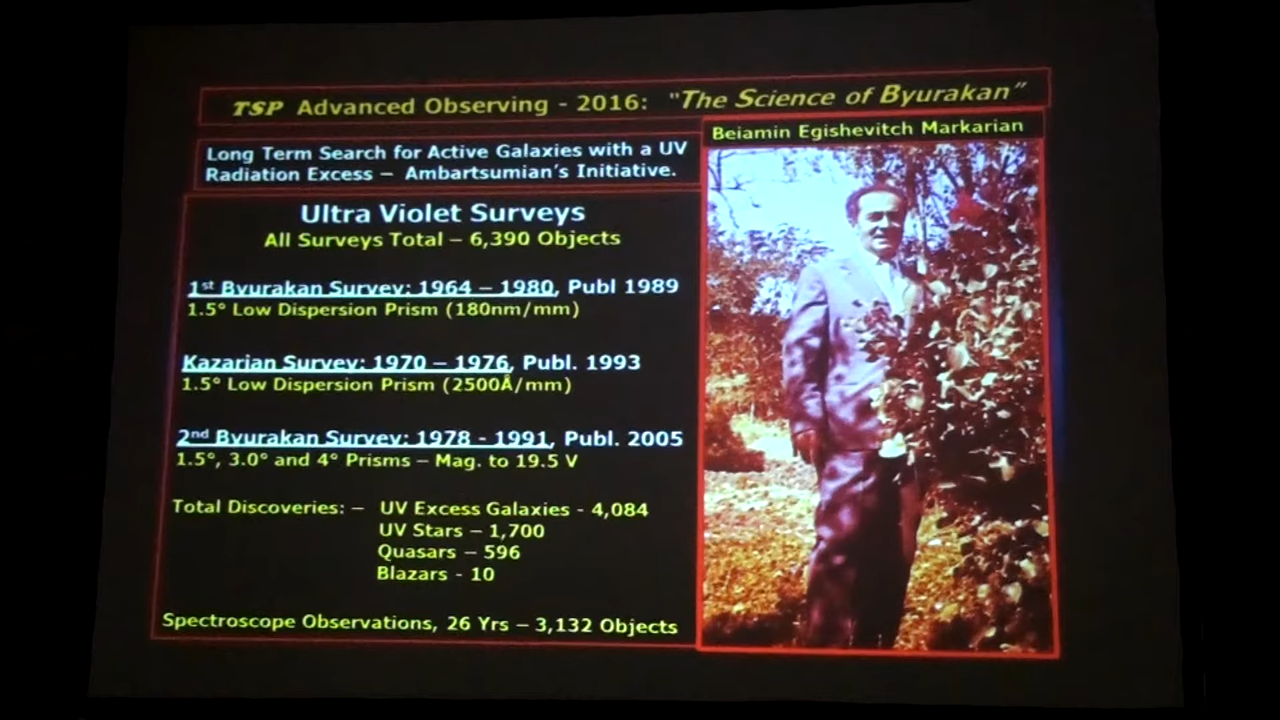 TSP Advanced Observing - 2016: "The Science of Byurakan"
Long Term Search for Active Galaxies with a UV
Radiation Excess – Ambartsumian's Initiative.
Ultra Violet Surveys
All Surveys Total – 6,390 Objects
1st Byurakan Survey: 1964 – 1980, Publ 1989
1.5° Low Dispersion Prism (180nm/mm)
Kazarian Survey: 1970 – 1976, Publ. 1993
1.5° Low Dispersion Prism (2500Å/mm)
2nd Byurakan Survey: 1978 - 1991, Publ. 2005
1.5°, 3.0° and 4° Prisms – Mag. to 19.5 V
Total Discoveries: – UV Excess Galaxies - 4,084
UV Stars – 1,700
Quasars – 596
Blazars - 10
Spectroscope Observations, 26 Yrs – 3,132 Objects
Beiamin Egishevitch Markarian